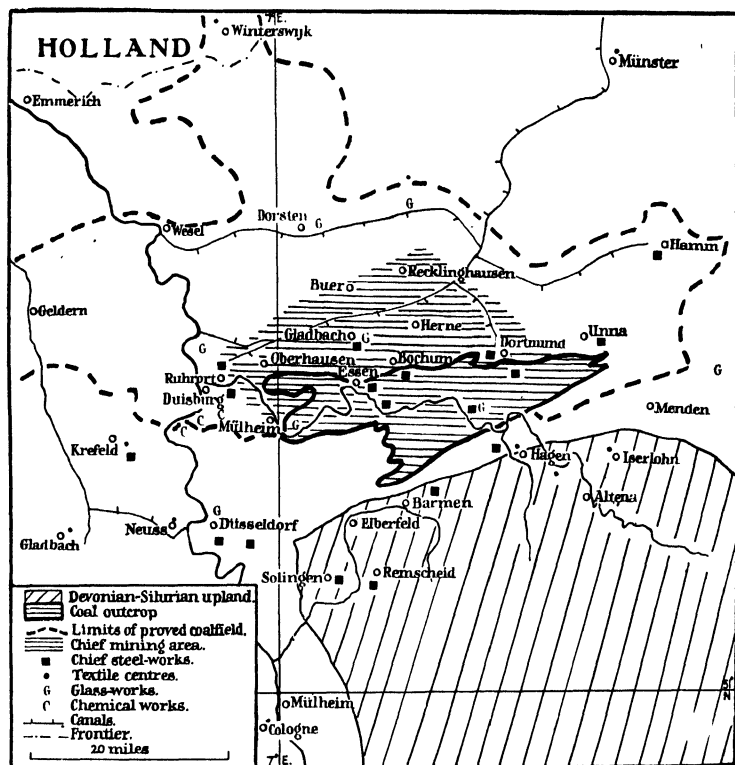 7°E.
Winterswijk
HOLLAND
Münster
Emmerich
G
Dorsten
G
Wesel
Hamm
Recklinghausen
Buer
Geldern
Herne
Gladbach
G
Unna
Dortmund
G
Oberhausen
Bochum
Essen
G
Ruhrort
Duisburg
G
Menden
C
C
Mülheim
G
Krefeld
Hagen
Iserlohn
Altena
Barmen
G
Neuss
Düsseldorf
Elberfeld
Gladbach
Solingen
Remscheid
Devonian-Silurian upland.
Coal outcrop
Limits of proved coalfield.
Chief mining area.
Chief steel-works.
Textile centres.
G Glass-works.
C Chemical works.
Canals.
Frontier.
20 miles
51°
N
Mülheim
Cologne
7°E.